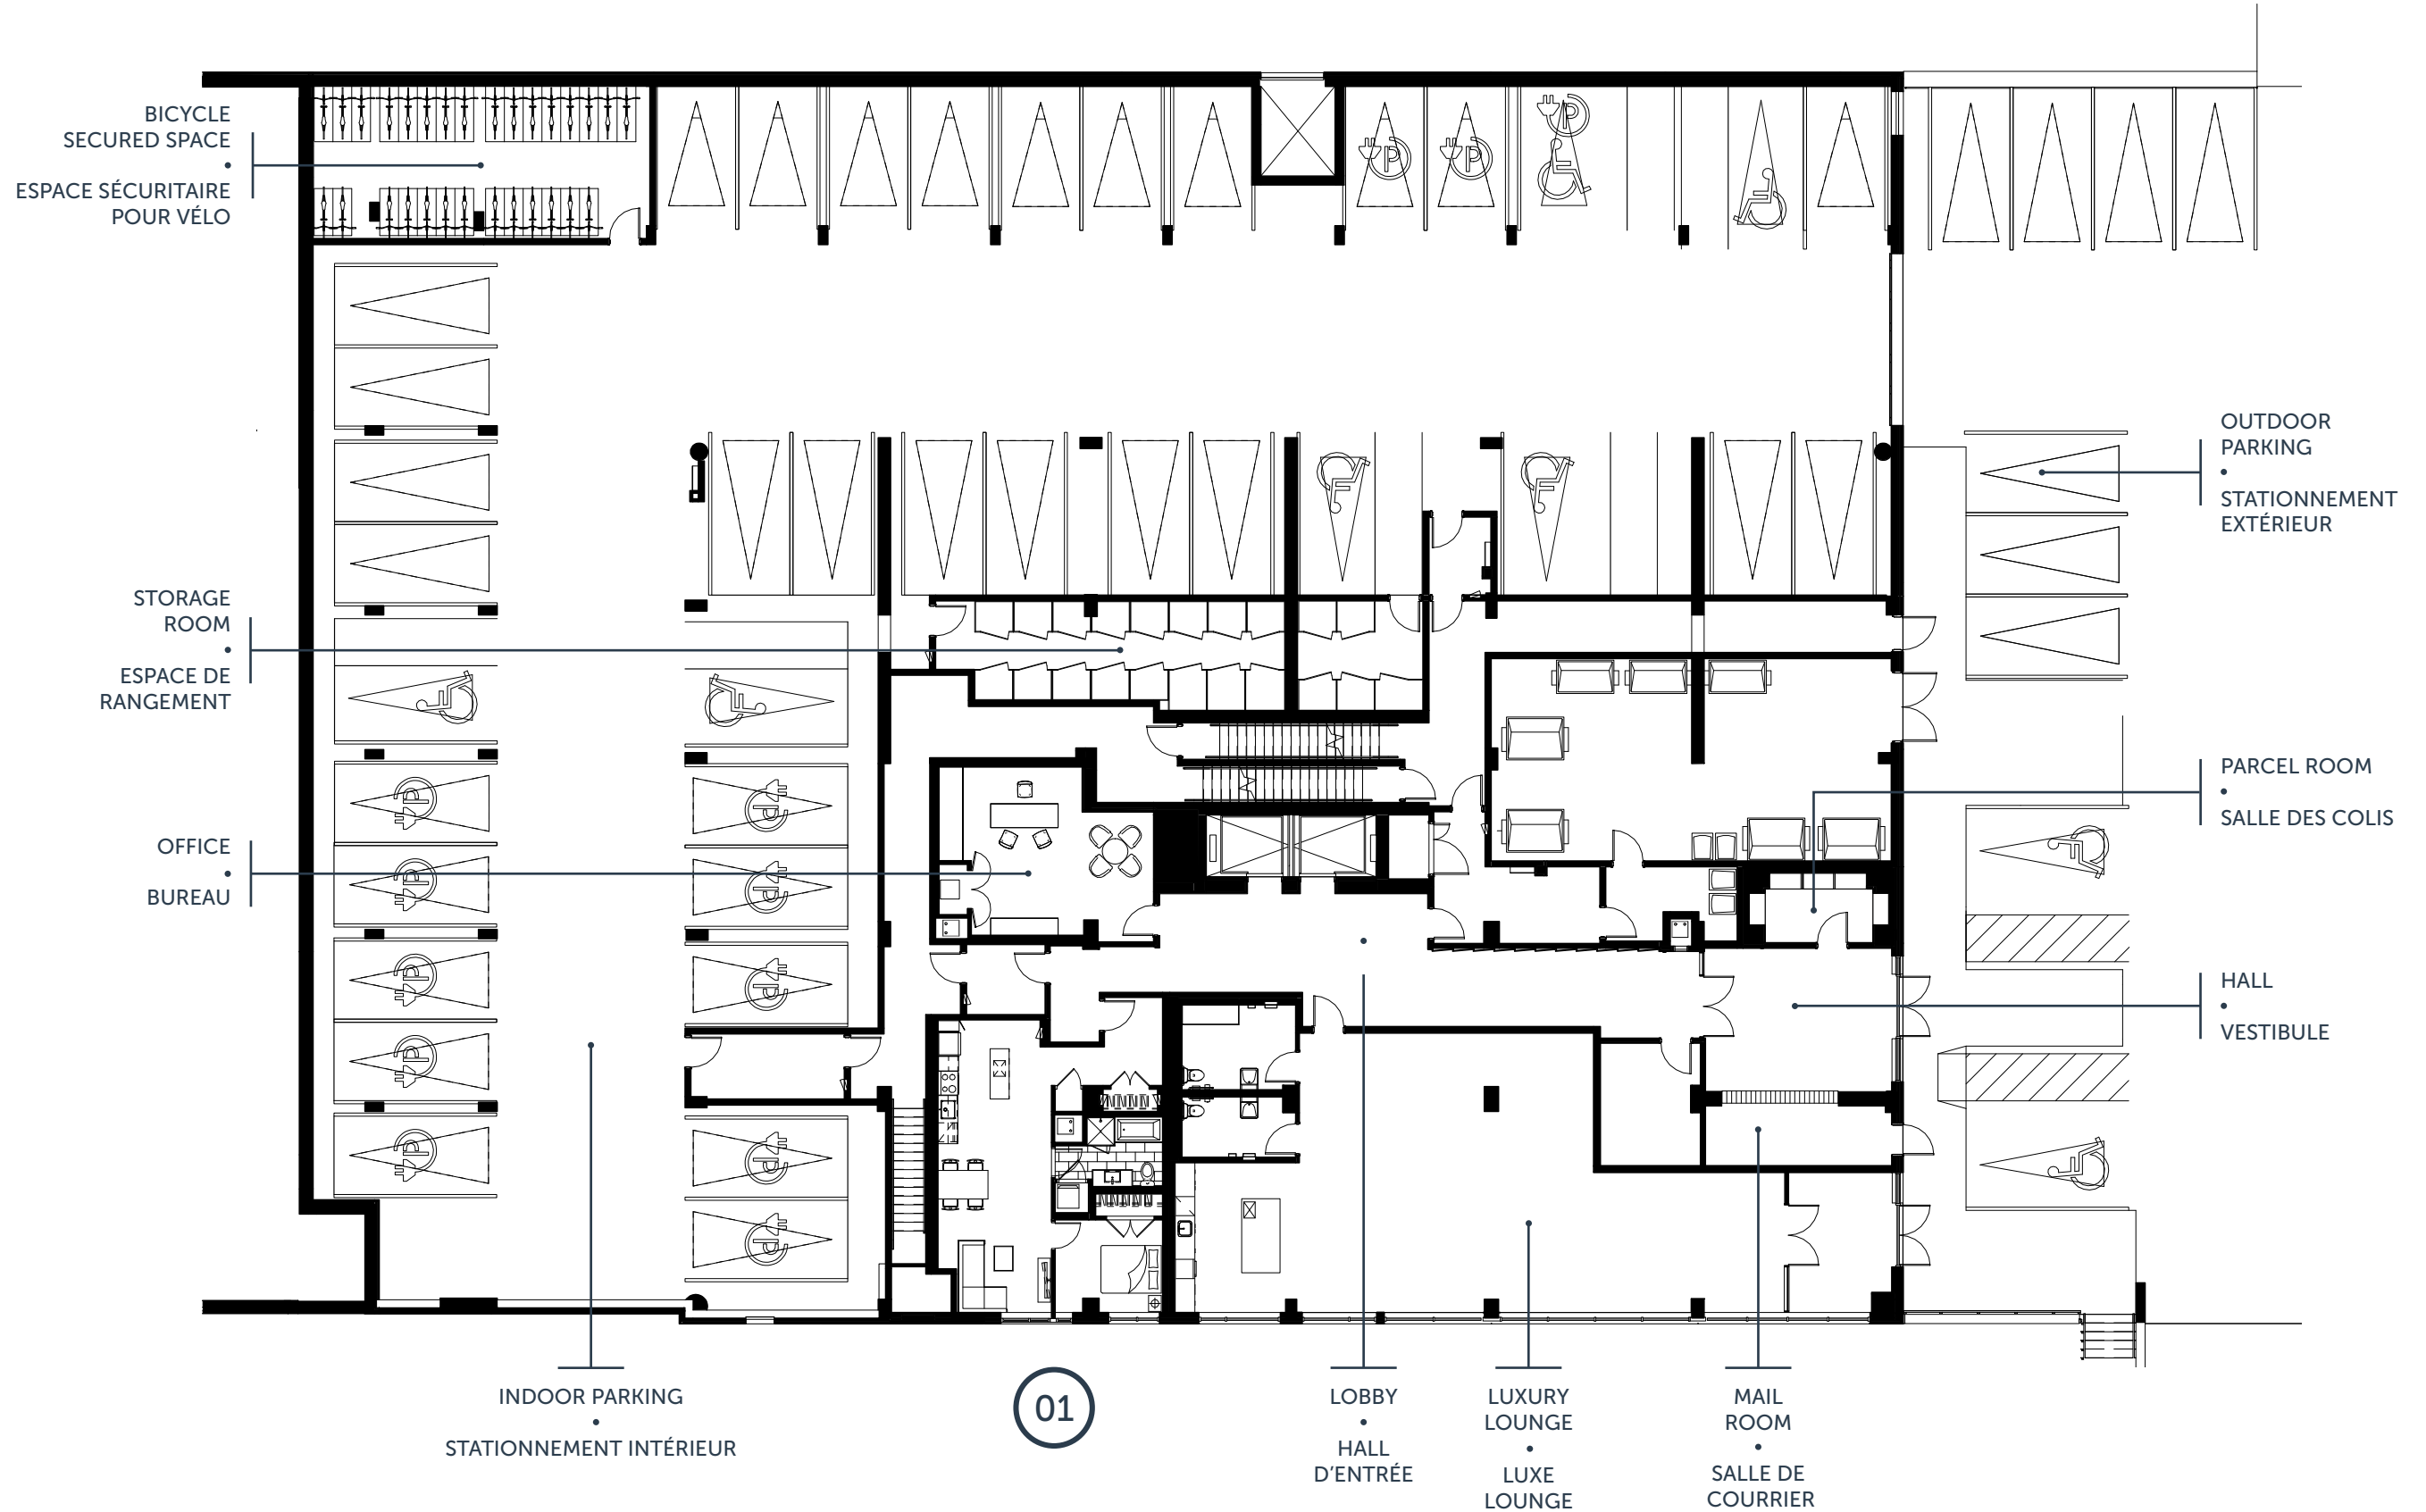 BICYCLE
SECURED SPACE
•
ESPACE SÉCURITAIRE
POUR VÉLO
STORAGE
ROOM
•
ESPACE DE
RANGEMENT
OFFICE
•
BUREAU
OUTDOOR
PARKING
•
STATIONNEMENT
EXTÉRIEUR
PARCEL ROOM
•
SALLE DES COLIS
HALL
•
VESTIBULE
INDOOR PARKING
•
STATIONNEMENT INTÉRIEUR
01
LOBBY
•
HALL
D'ENTRÉE
LUXURY
LOUNGE
•
LUXE
LOUNGE
MAIL
ROOM
•
SALLE DE
COURRIER